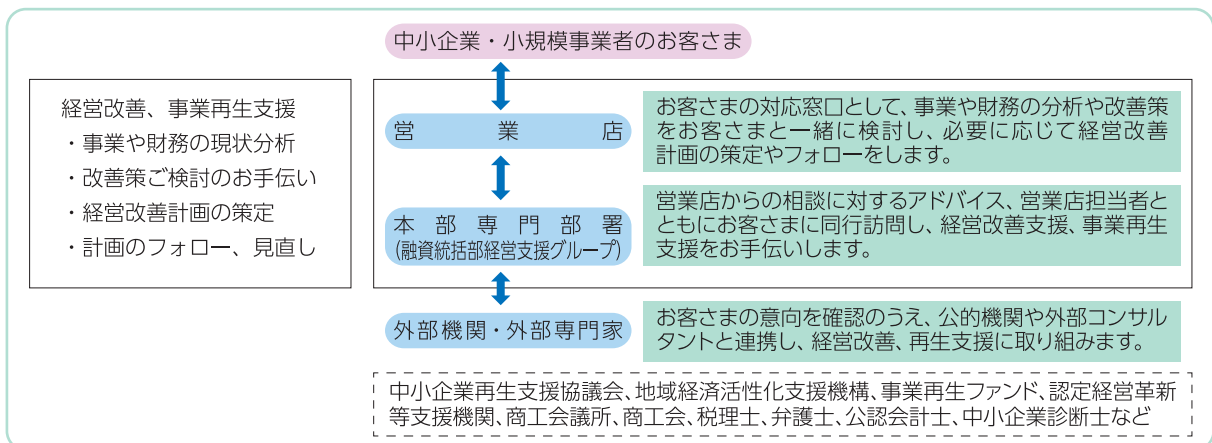 中小企業・小規模事業者のお客さま
経営改善、事業再生支援
・事業や財務の現状分析
・改善策ご検討のお手伝い
・経営改善計画の策定
・計画のフォロー、見直し
営業店
お客さまの対応窓口として、事業や財務の分析や改善策
をお客さまと一緒に検討し、必要に応じて経営改善
計画の策定やフォローをします。
本部専門部署
(融資統括部経営支援グループ)
営業店からの相談に対するアドバイス、営業店担当者と
ともにお客さまに同行訪問し、経営改善支援、事業再生
支援をお手伝いします。
外部機関・外部専門家
お客さまの意向を確認のうえ、公的機関や外部コンサル
タントと連携し、経営改善、再生支援に取り組みます。
中小企業再生支援協議会、地域経済活性化支援機構、事業再生ファンド、認定経営革新
等支援機関、商工会議所、商工会、税理士、弁護士、公認会計士、中小企業診断士など